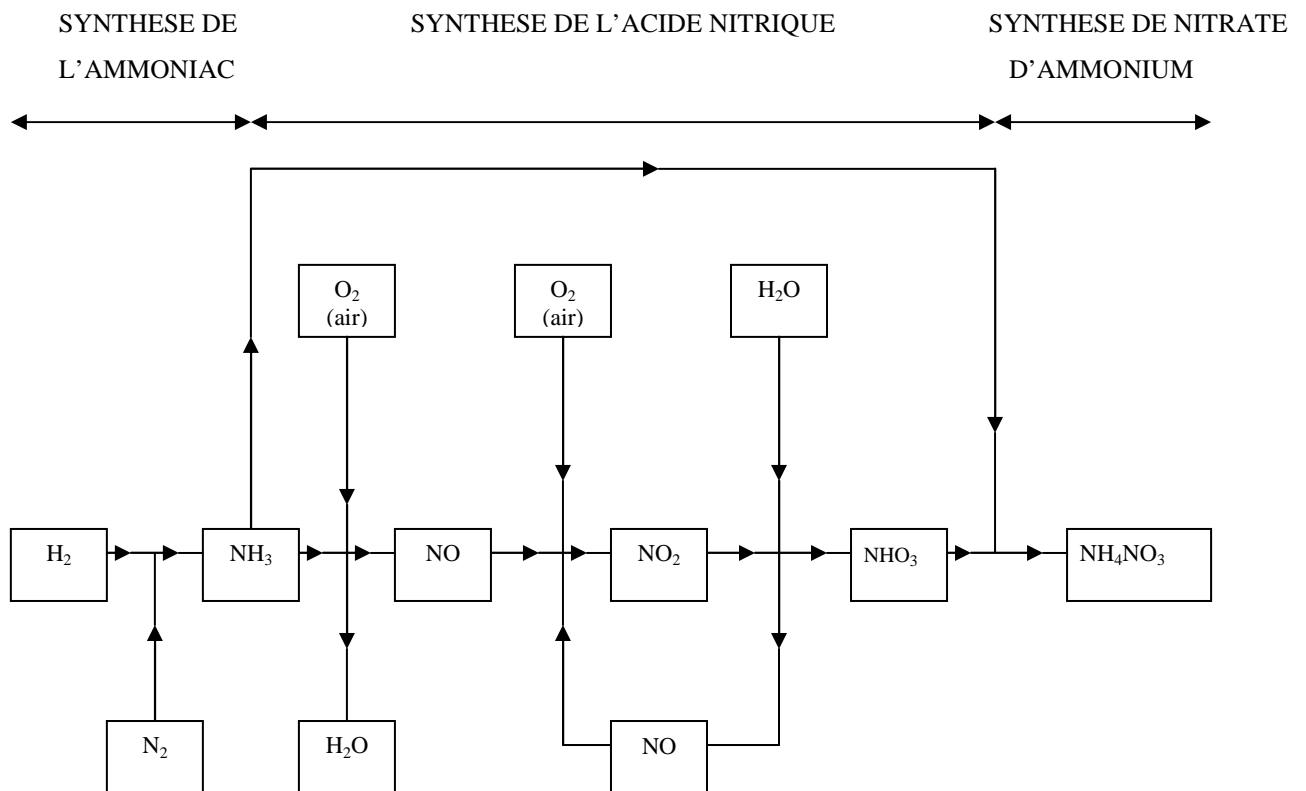 SYNTHESE DE
L'AMMONIAC
SYNTHESE DE L'ACIDE NITRIQUE
SYNTHESE DE NITRATE
D'AMMONIUM
O₂
(air)
O₂
(air)
H₂O
H₂
NH₃
NO
NO₂
NHO₃
NH₄NO₃
N₂
H₂O
NO